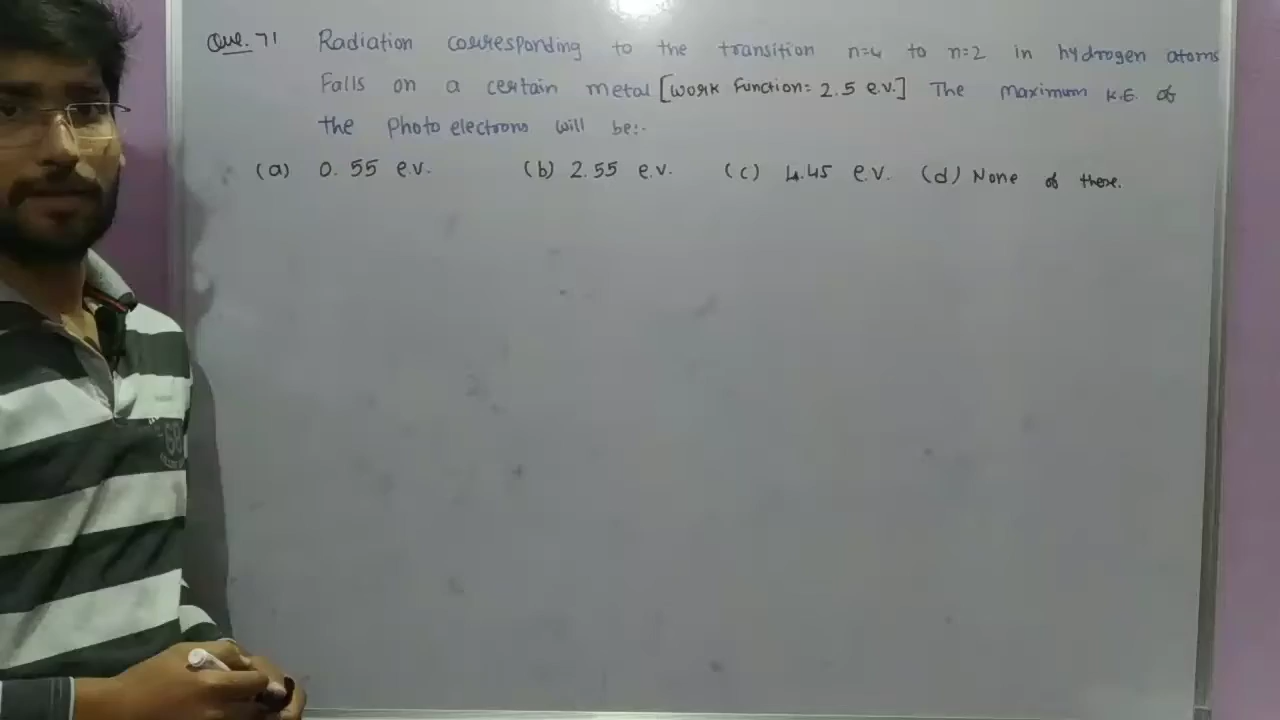 Que. 71 Radiation corresponding to the transition n=4 to n=2 in hydrogen atoms
Falls on a certain metal [work function: 2.5 e.v.] The maximum K.E. of
the photo electrons will be:-
(a) 0.55 e.v. (b) 2.55 e.v. (c) 4.45 e.v. (d) None of these.